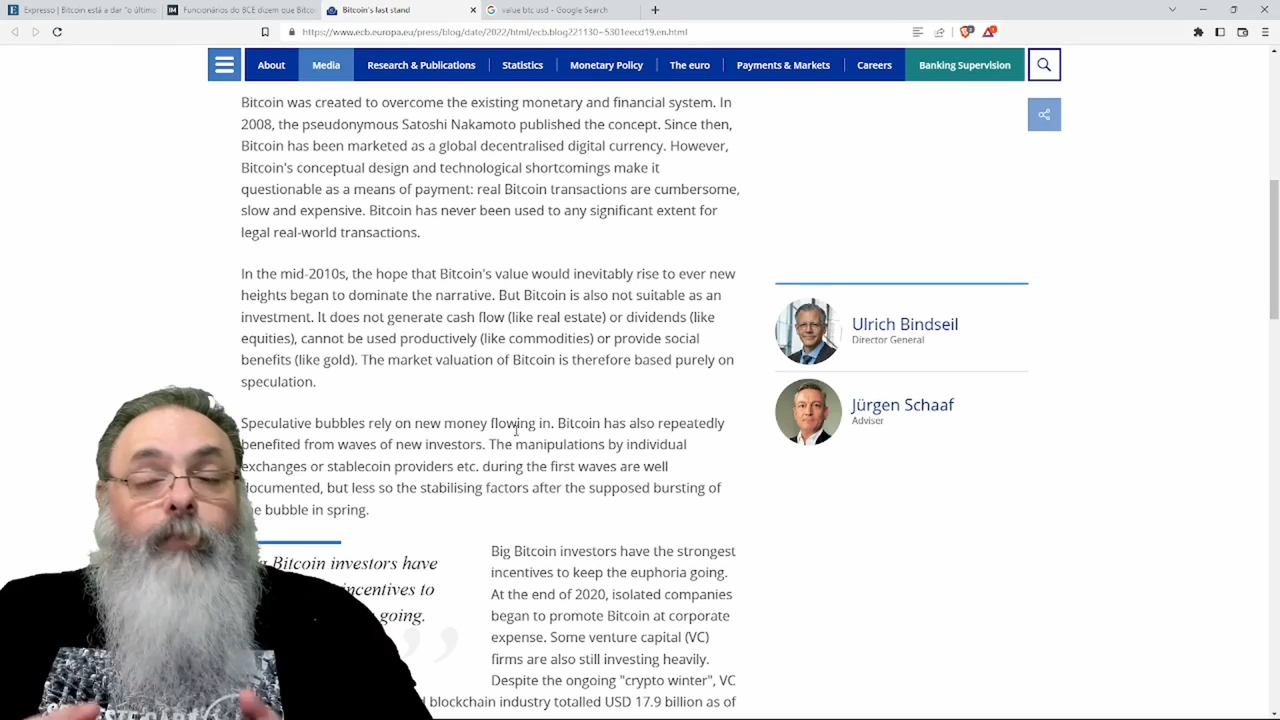 Expresso | Bitcoin está a dar "o último
Funcionários do BCE dizem que Bitco
Bitcoin's last stand
value btc usd - Google Search
https://www.ecb.europa.eu/press/blog/date/2022/html/ecb.blog221130~5301eecd19.en.html
About
Media
Research & Publications
Statistics
Monetary Policy
The euro
Payments & Markets
Careers
Banking Supervision
Bitcoin was created to overcome the existing monetary and financial system. In
2008, the pseudonymous Satoshi Nakamoto published the concept. Since then,
Bitcoin has been marketed as a global decentralised digital currency. However,
Bitcoin's conceptual design and technological shortcomings make it
questionable as a means of payment: real Bitcoin transactions are cumbersome,
slow and expensive. Bitcoin has never been used to any significant extent for
legal real-world transactions.
In the mid-2010s, the hope that Bitcoin's value would inevitably rise to ever new
heights began to dominate the narrative. But Bitcoin is also not suitable as an
investment. It does not generate cash flow (like real estate) or dividends (like
equities), cannot be used productively (like commodities) or provide social
benefits (like gold). The market valuation of Bitcoin is therefore based purely on
speculation.
Ulrich Bindseil
Director General
Jürgen Schaaf
Adviser
Speculative bubbles rely on new money flowing in. Bitcoin has also repeatedly
benefited from waves of new investors. The manipulations by individual
exchanges or stablecoin providers etc. during the first waves are well
documented, but less so the stabilising factors after the supposed bursting of
bubble in spring.
Bitcoin investors have
incentives to
going.
Big Bitcoin investors have the strongest
incentives to keep the euphoria going.
At the end of 2020, isolated companies
began to promote Bitcoin at corporate
expense. Some venture capital (VC)
firms are also still investing heavily.
Despite the ongoing "crypto winter", VC
blockchain industry totalled USD 17.9 billion as of